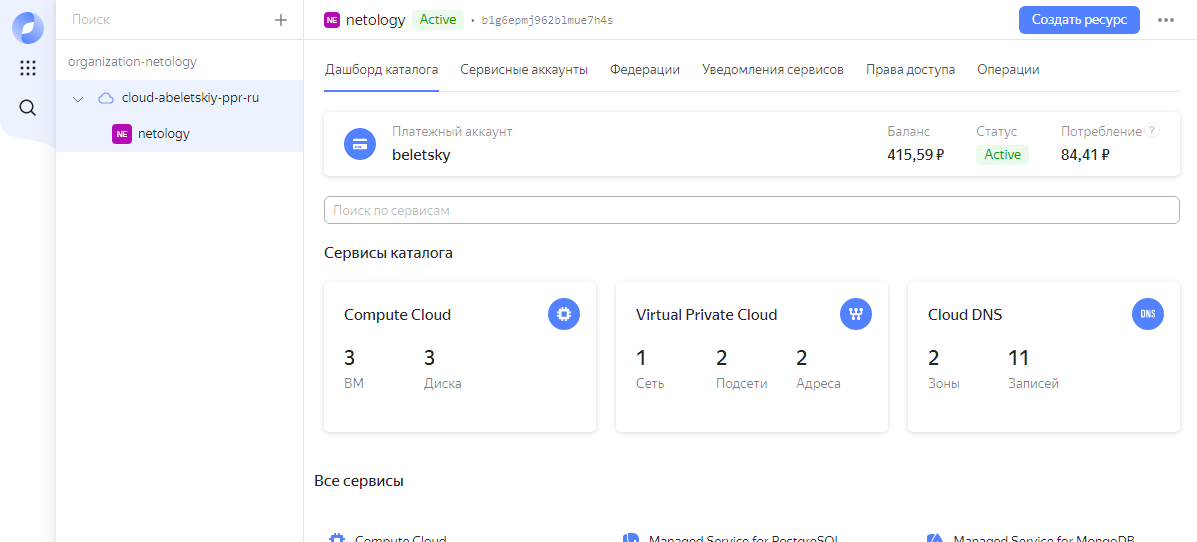 Поиск
organization-netology
cloud-abeletskiy-ppr-ru
NE netology
NE netology Active • b1g6epmj962blmue7h4s
Создать ресурс
Дашборд каталога Сервисные аккаунты Федерации Уведомления сервисов Права доступа Операции
Платежный аккаунт Баланс Статус Потребление ?
beletsky 415,59 ₽ Active 84,41 ₽
Поиск по сервисам
Сервисы каталога
Compute Cloud
3 3
ВМ Диска
Virtual Private Cloud
1 2 2
Сеть Подсети Адреса
Cloud DNS DNS
2 11
Зоны Записей
Все сервисы
Compute Cloud Managed Service for PostgreSQL Managed Service for MongoDB